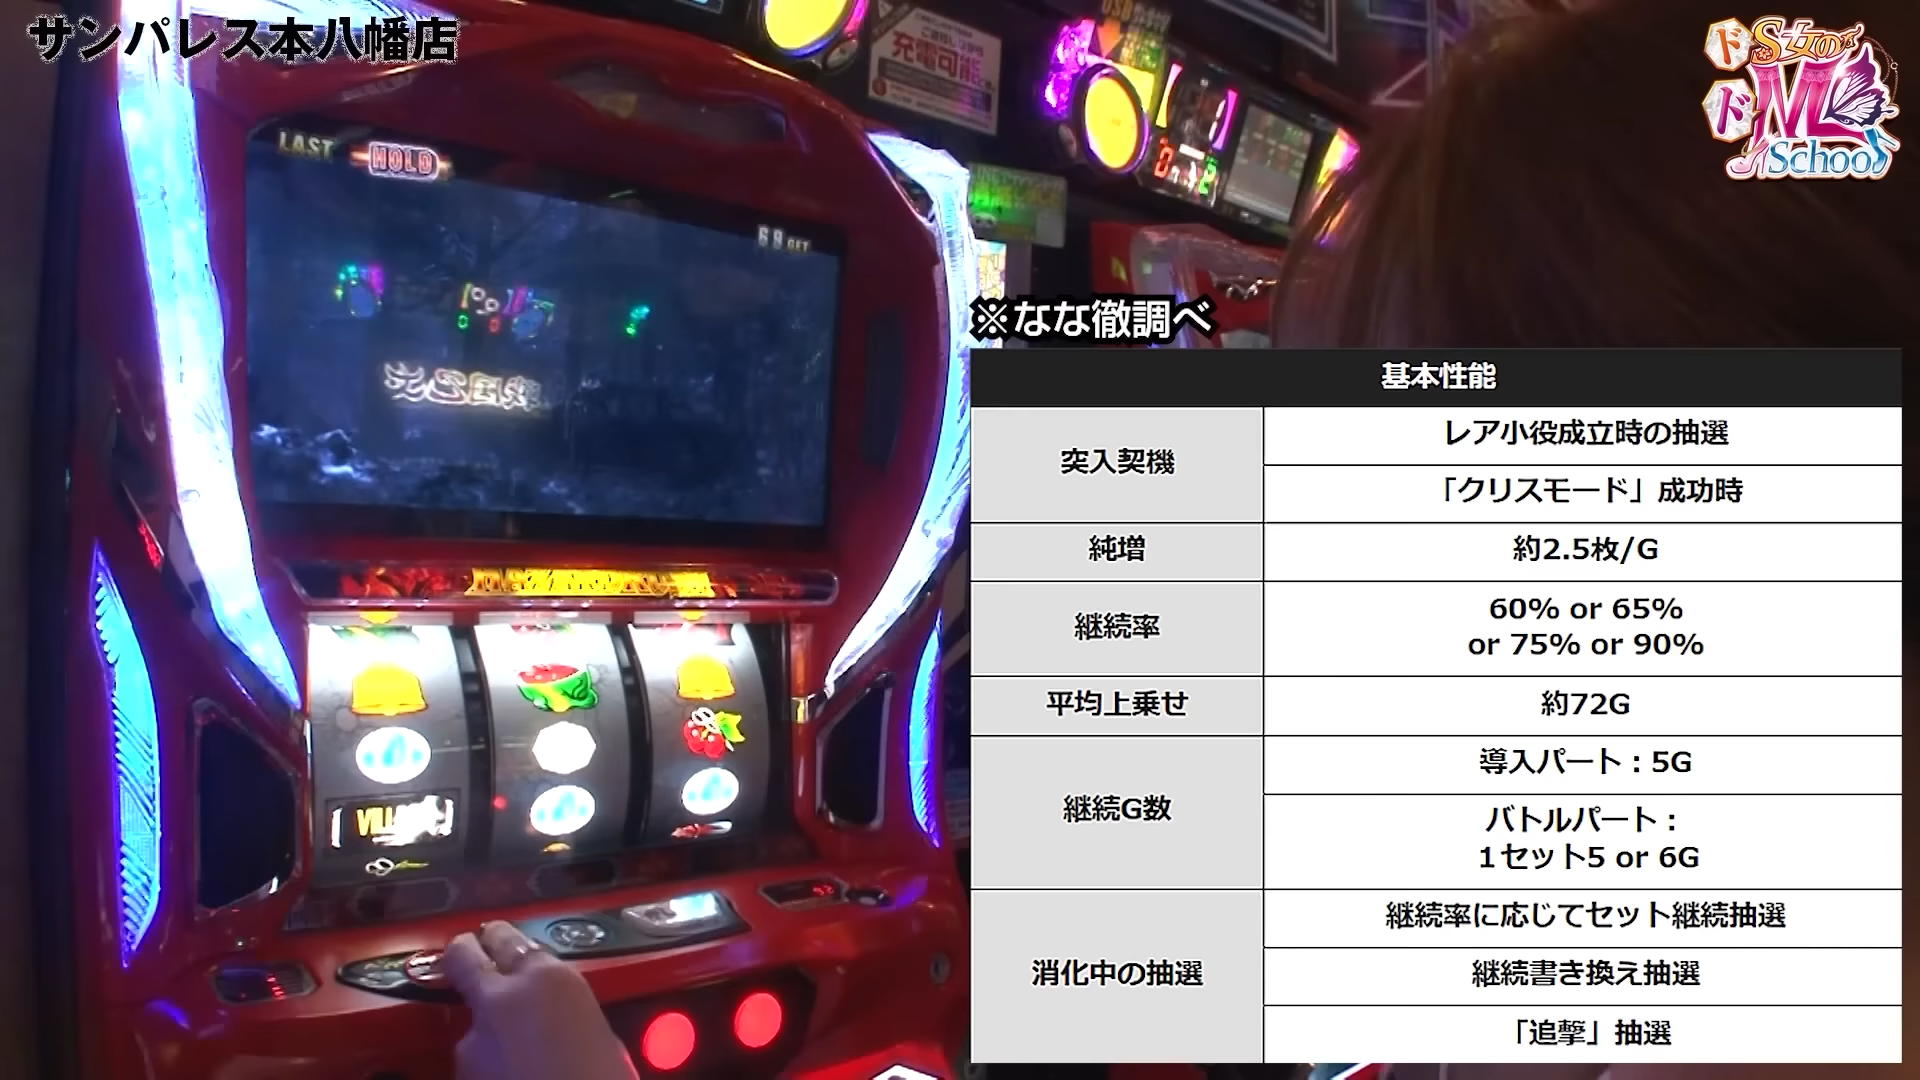 サンパレス本八幡店
ドS女の
ドM
School
充電可能
LAST HOLD
69 GET
※なな徹調べ
基本性能
突入契機
レア小役成立時の抽選
「クリスモード」成功時
純増
約2.5枚/G
継続率
60% or 65%
or 75% or 90%
平均上乗せ
約72G
継続G数
導入パート：5G
バトルパート：
1セット5 or 6G
消化中の抽選
継続率に応じてセット継続抽選
継続書き換え抽選
「追撃」抽選